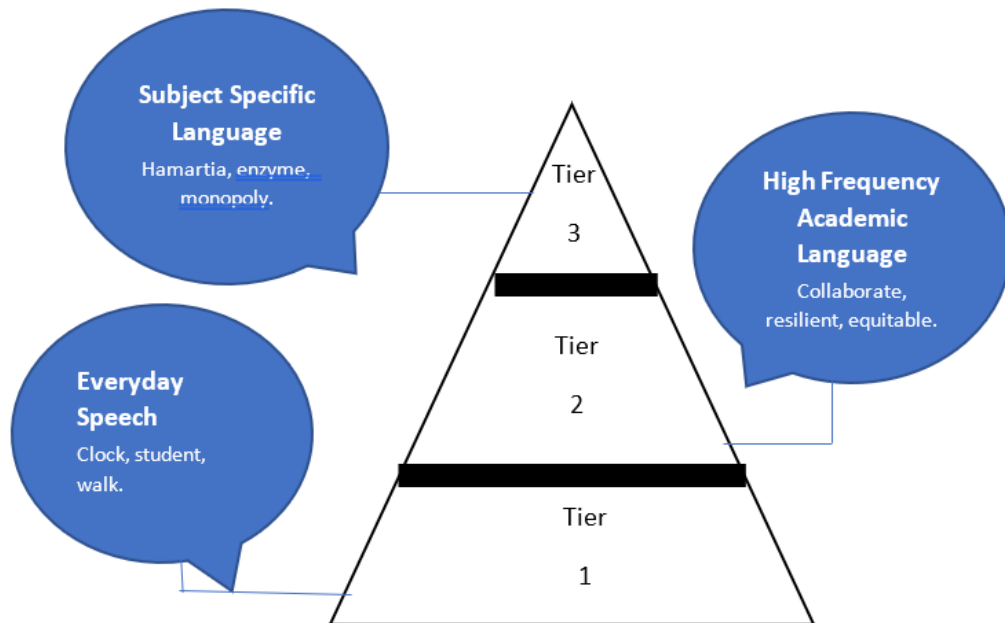 Subject Specific
Language
Hamartia, enzyme,
monopoly.
Tier
3
High Frequency
Academic
Language
Collaborate,
resilient, equitable.
Tier
2
Everyday
Speech
Clock, student,
walk.
Tier
1